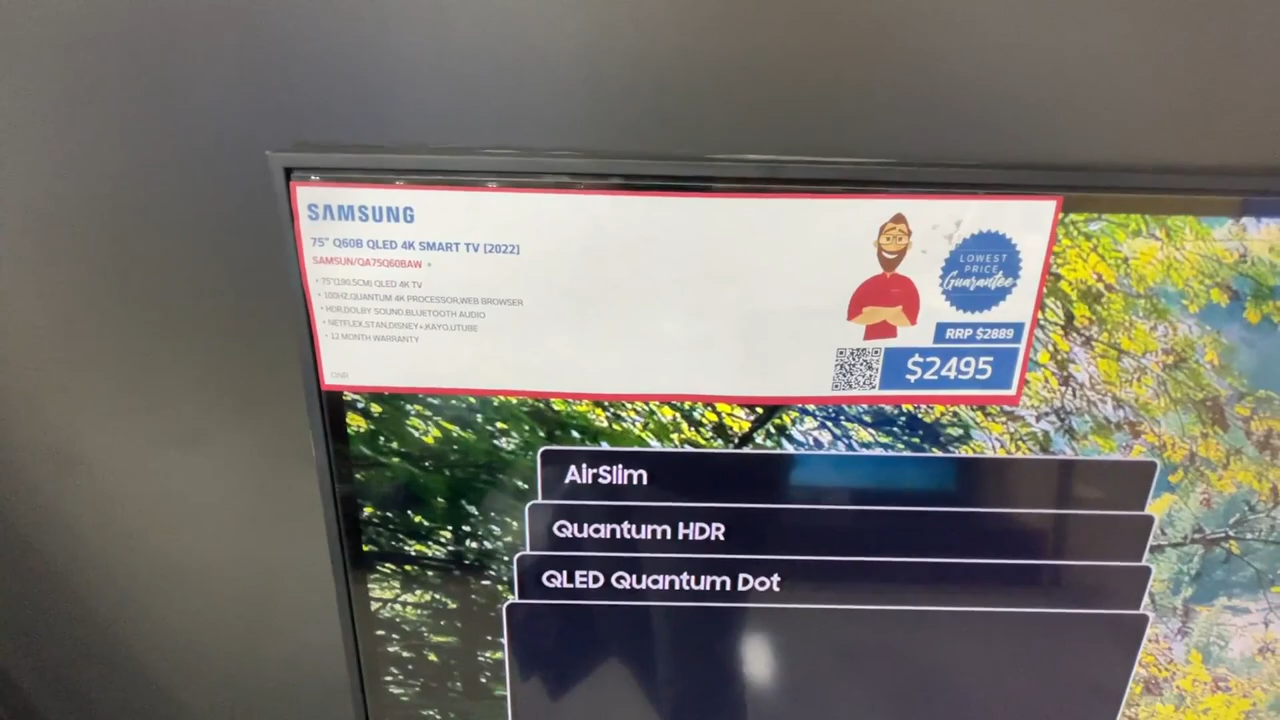 SAMSUNG
75" Q60B QLED 4K SMART TV [2022]
SAMSUN/QA75Q60BAW +
• 75"(190.5CM) QLED 4K TV
• 100HZ,QUANTUM 4K PROCESSOR,WEB BROWSER
• HDR,DOLBY SOUND,BLUETOOTH AUDIO
• NETFLEX,STAN,DISNEY+,KAYO,UTUBE
• 12 MONTH WARRANTY
LOWEST
PRICE
Guarantee
RRP $2889
$2495
AirSlim
Quantum HDR
QLED Quantum Dot